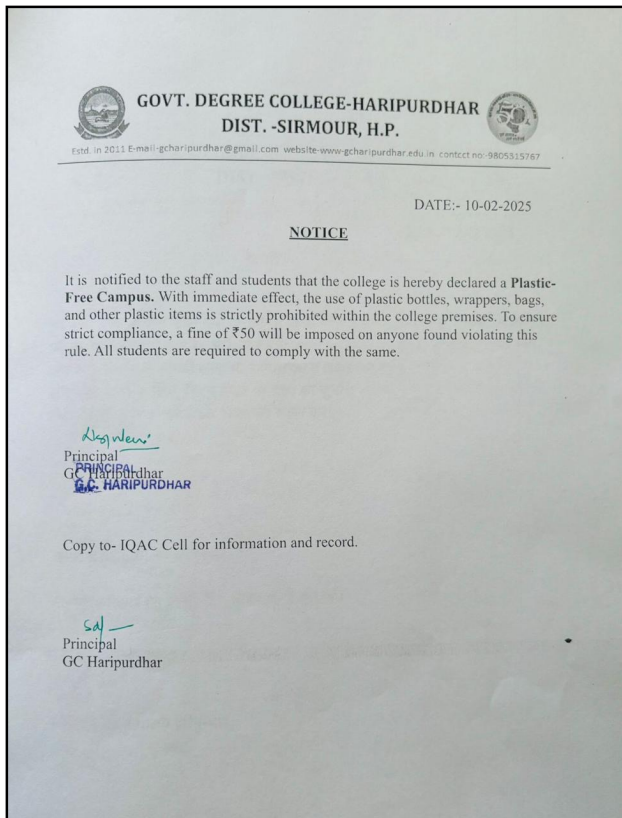 GOVT. DEGREE COLLEGE-HARIPURDHAR
DIST. -SIRMOUR, H.P.
Estd. in 2011 E-mail-gcharipurdhar@gmail.com website-www-gcharipurdhar.edu.in contact no:-9805515767
DATE:- 10-02-2025
NOTICE
It is notified to the staff and students that the college is hereby declared a Plastic-
Free Campus. With immediate effect, the use of plastic bottles, wrappers, bags,
and other plastic items is strictly prohibited within the college premises. To ensure
strict compliance, a fine of ₹50 will be imposed on anyone found violating this
rule. All students are required to comply with the same.
Principal
GC Haripurdhar
PRINCIPAL
G.C. HARIPURDHAR
Copy to- IQAC Cell for information and record.
Sd/-
Principal
GC Haripurdhar